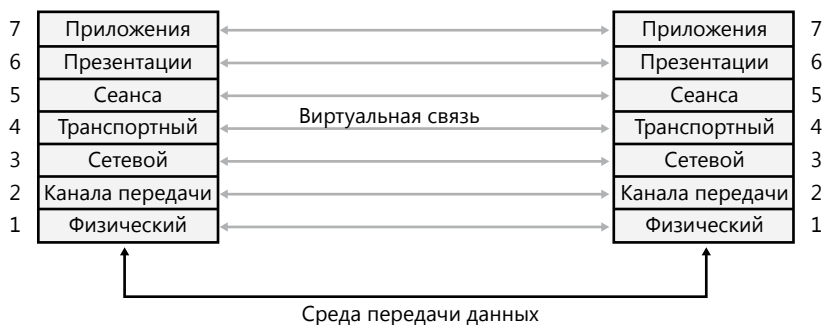 7 Приложения Приложения 7
6 Презентации Презентации 6
5 Сеанса Сеанса 5
Виртуальная связь
4 Транспортный Транспортный 4
3 Сетевой Сетевой 3
2 Канала передачи Канала передачи 2
1 Физический Физический 1
Среда передачи данных